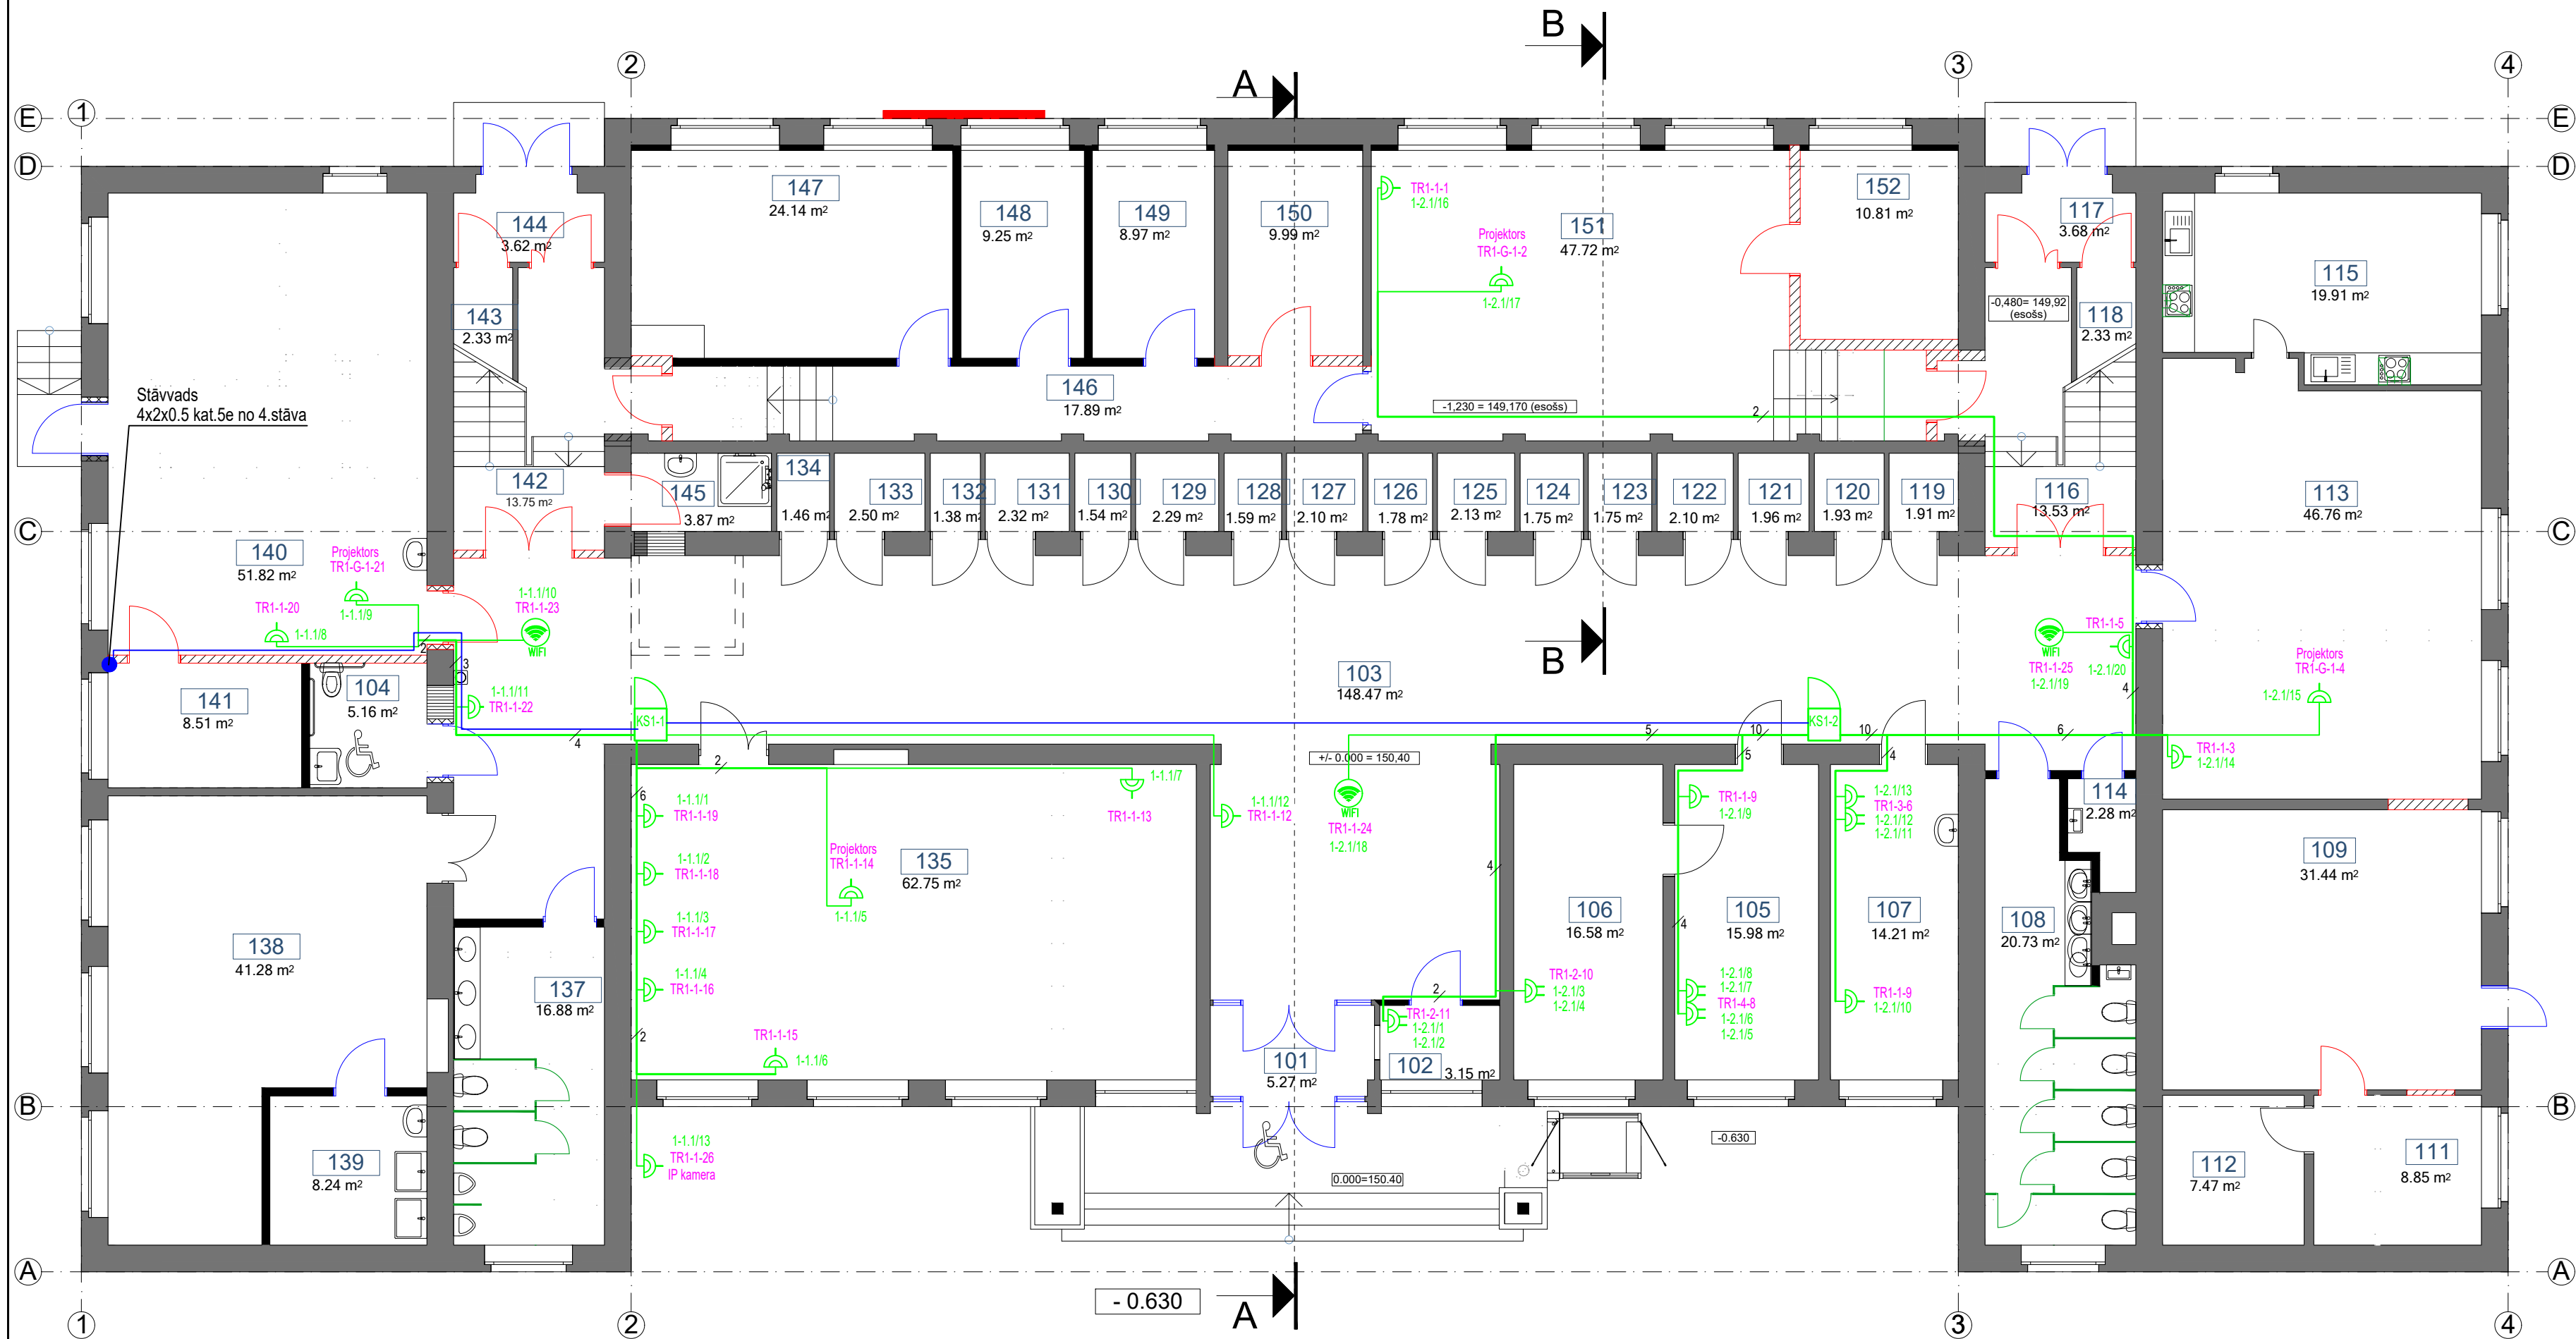 B
2
3
4
A
E
1
E
D
D
147
24.14 m²
148
9.25 m²
149
8.97 m²
150
9.99 m²
TR1-1-1
1-2.1/16
Projektors
TR1-G-1-2
1-2.1/17
151
47.72 m²
152
10.81 m²
144
3.62 m²
117
3.68 m²
115
19.91 m²
143
2.33 m²
-0,480= 149,92
(esošs)
118
2.33 m²
Stāvvads
4x2x0.5 kat.5e no 4.stāva
146
17.89 m²
-1,230 = 149,170 (esošs)
2
142
13.75 m²
145
3.87 m²
134
1.46 m²
133
2.50 m²
132
1.38 m²
131
2.32 m²
130
1.54 m²
129
2.29 m²
128
1.59 m²
127
2.10 m²
126
1.78 m²
125
2.13 m²
124
1.75 m²
123
1.75 m²
122
2.10 m²
121
1.96 m²
120
1.93 m²
119
1.91 m²
116
13.53 m²
113
46.76 m²
C
C
140
51.82 m²
Projektors
TR1-G-1-21
1-1.1/9
TR1-1-20
1-1.1/8
1-1.1/10
TR1-1-23
WIFI
2
3
1-1.1/11
TR1-1-22
4
141
8.51 m²
104
5.16 m²
KS1-1
103
148.47 m²
B
KS1-2
WIFI
TR1-1-25
1-2.1/19
TR1-1-5
1-2.1/20
4
Projektors
TR1-G-1-4
1-2.1/15
TR1-1-3
1-2.1/14
5
10
10
6
5
4
+/- 0.000 = 150,40
2
6
1-1.1/1
TR1-1-19
1-1.1/2
TR1-1-18
1-1.1/3
TR1-1-17
1-1.1/4
TR1-1-16
2
Projektors
TR1-1-14
1-1.1/5
135
62.75 m²
1-1.1/7
TR1-1-13
TR1-1-15
1-1.1/6
1-1.1/12
TR1-1-12
WIFI
TR1-1-24
1-2.1/18
4
106
16.58 m²
TR1-2-10
1-2.1/3
1-2.1/4
TR1-1-9
1-2.1/9
105
15.98 m²
4
1-2.1/8
1-2.1/7
TR1-4-8
1-2.1/6
1-2.1/5
1-2.1/13
TR1-3-6
1-2.1/12
1-2.1/11
107
14.21 m²
TR1-1-9
1-2.1/10
114
2.28 m²
108
20.73 m²
109
31.44 m²
138
41.28 m²
137
16.88 m²
2
TR1-2-11
1-2.1/1
1-2.1/2
101
5.27 m²
102
3.15 m²
B
B
139
8.24 m²
1-1.1/13
TR1-1-26
IP kamera
-0.630
0.000=150.40
112
7.47 m²
111
8.85 m²
A
A
- 0.630
A
1
2
3
4